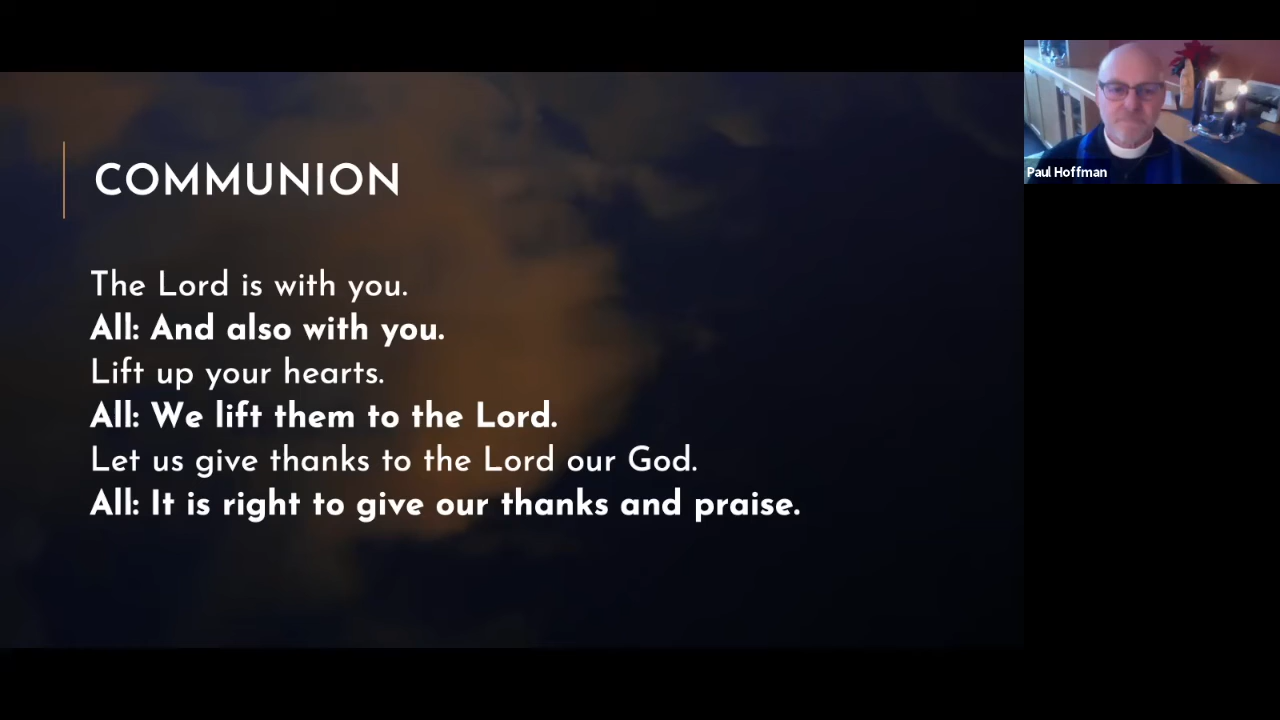 COMMUNION
The Lord is with you.
All: And also with you.
Lift up your hearts.
All: We lift them to the Lord.
Let us give thanks to the Lord our God.
All: It is right to give our thanks and praise.
Paul Hoffman